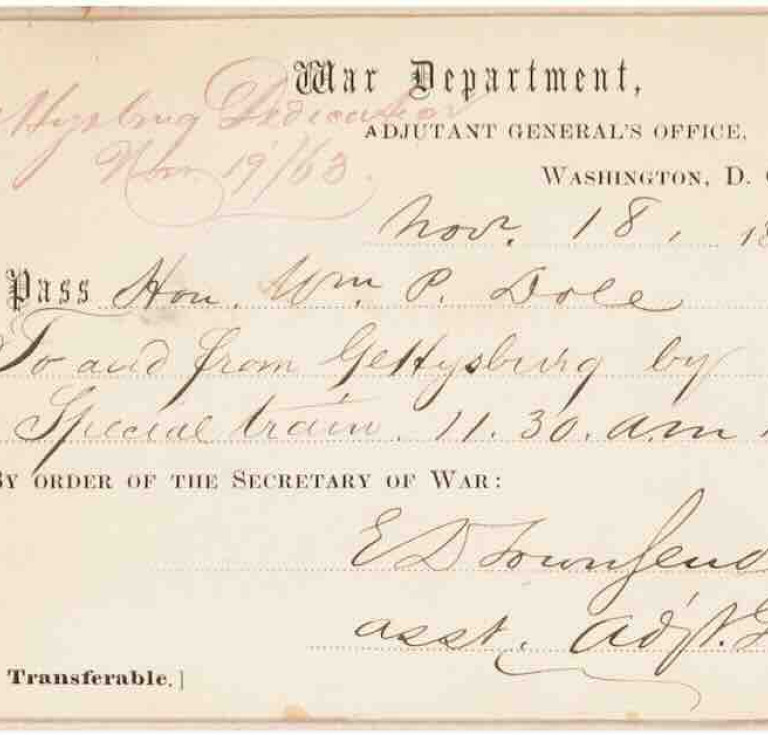 War Department,
ttysburg Dedication
ADJUTANT GENERAL'S OFFICE,
Nov. 19/63.
WASHINGTON, D.
Nov. 18, 18
Pass Hon. Wm P. Dole
To and from Gettysburg by
Special train. 11.30. a.m
BY ORDER OF THE SECRETARY OF WAR:
E D Townsend
asst. Adjt. G
Transferable.]